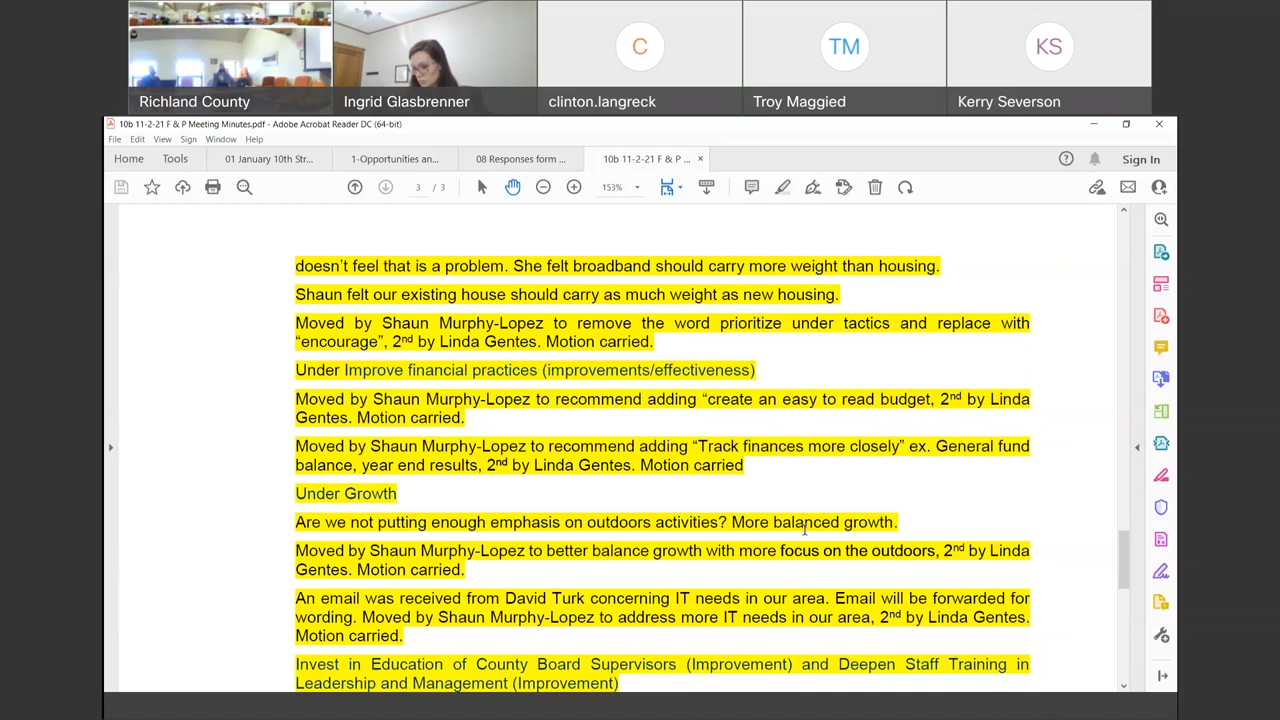 C
TM
KS
Richland County
Ingrid Glasbrenner
clinton.langreck
Troy Maggied
Kerry Severson
10b 11-2-21 F & P Meeting Minutes.pdf - Adobe Acrobat Reader DC (64-bit)
File Edit View Sign Window Help
Home Tools 01 January 10th Str... 1-Opportunities an... 08 Responses form ... 10b 11-2-21 F & P ... × Sign In
3 / 3 153%
doesn't feel that is a problem. She felt broadband should carry more weight than housing.
Shaun felt our existing house should carry as much weight as new housing.
Moved by Shaun Murphy-Lopez to remove the word prioritize under tactics and replace with
“encourage”, 2nd by Linda Gentes. Motion carried.
Under Improve financial practices (improvements/effectiveness)
Moved by Shaun Murphy-Lopez to recommend adding “create an easy to read budget, 2nd by Linda
Gentes. Motion carried.
Moved by Shaun Murphy-Lopez to recommend adding “Track finances more closely” ex. General fund
balance, year end results, 2nd by Linda Gentes. Motion carried
Under Growth
Are we not putting enough emphasis on outdoors activities? More balanced growth.
Moved by Shaun Murphy-Lopez to better balance growth with more focus on the outdoors, 2nd by Linda
Gentes. Motion carried.
An email was received from David Turk concerning IT needs in our area. Email will be forwarded for
wording. Moved by Shaun Murphy-Lopez to address more IT needs in our area, 2nd by Linda Gentes.
Motion carried.
Invest in Education of County Board Supervisors (Improvement) and Deepen Staff Training in
Leadership and Management (Improvement)